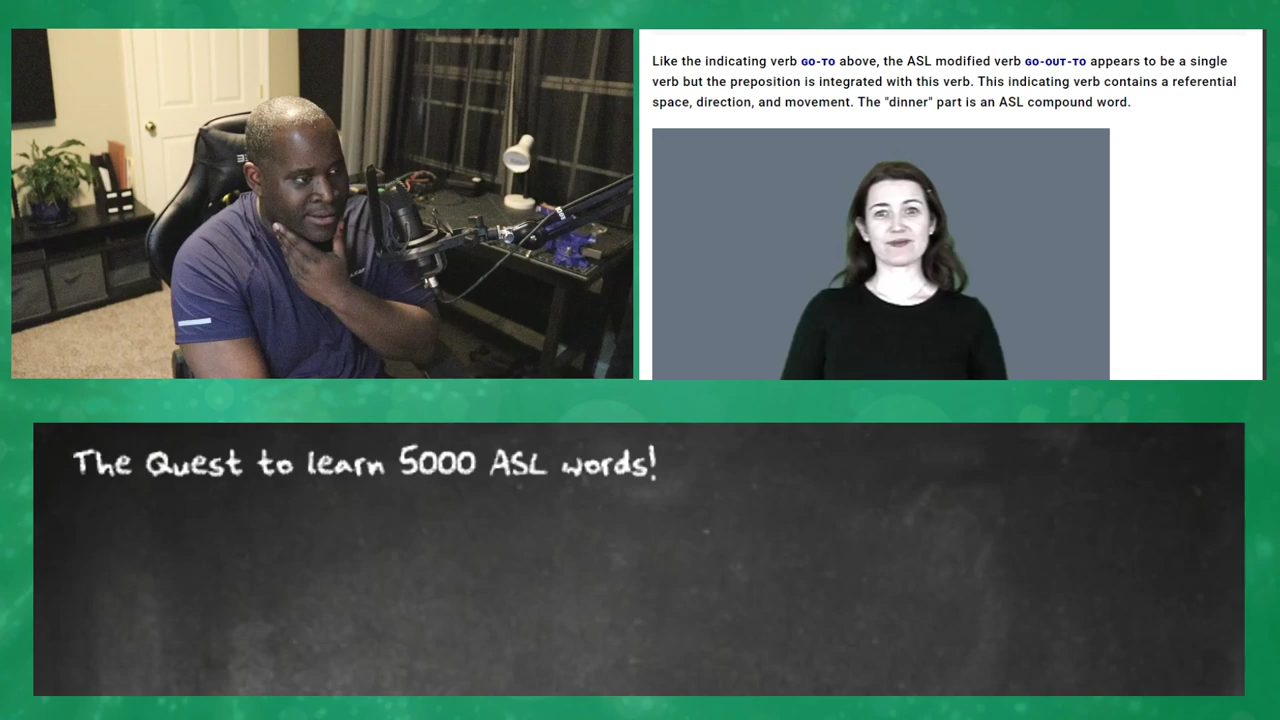 Like the indicating verb GO-TO above, the ASL modified verb GO-OUT-TO appears to be a single
verb but the preposition is integrated with this verb. This indicating verb contains a referential
space, direction, and movement. The "dinner" part is an ASL compound word.
The Quest to learn 5000 ASL words!